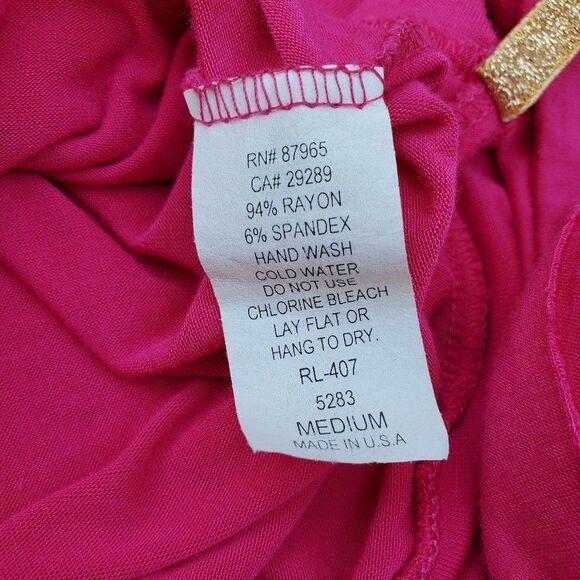 RN# 87965
CA# 29289
94% RAYON
6% SPANDEX
HAND WASH
COLD WATER
DO NOT USE
CHLORINE BLEACH
LAY FLAT OR
HANG TO DRY.
RL-407
5283
MEDIUM
MADE IN U.S.A